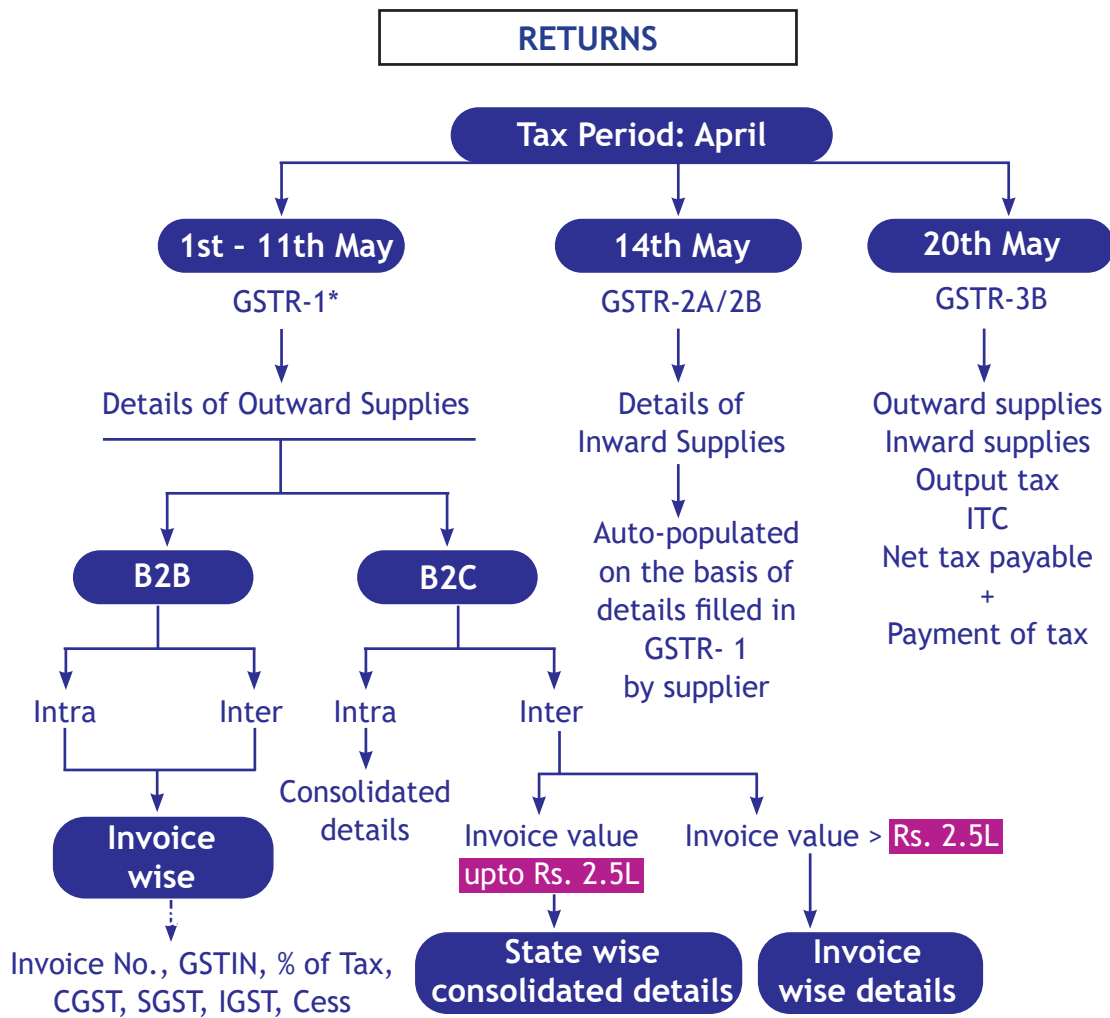 RETURNS
Tax Period: April
1st – 11th May
GSTR-1*
Details of Outward Supplies
B2B
Intra
Inter
Invoice
wise
Invoice No., GSTIN, % of Tax,
CGST, SGST, IGST, Cess
B2C
Intra
Consolidated
details
Inter
Invoice value
upto Rs. 2.5L
State wise
consolidated details
Invoice value > Rs. 2.5L
Invoice
wise details
14th May
GSTR-2A/2B
Details of
Inward Supplies
Auto-populated
on the basis of
details filled in
GSTR- 1
by supplier
20th May
GSTR-3B
Outward supplies
Inward supplies
Output tax
ITC
Net tax payable
+
Payment of tax